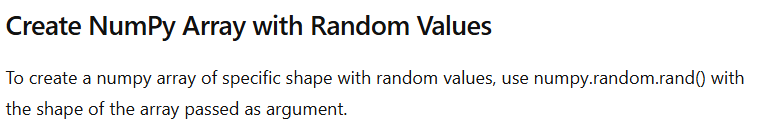 Create NumPy Array with Random Values
To create a numpy array of specific shape with random values, use numpy.random.rand() with
the shape of the array passed as argument.